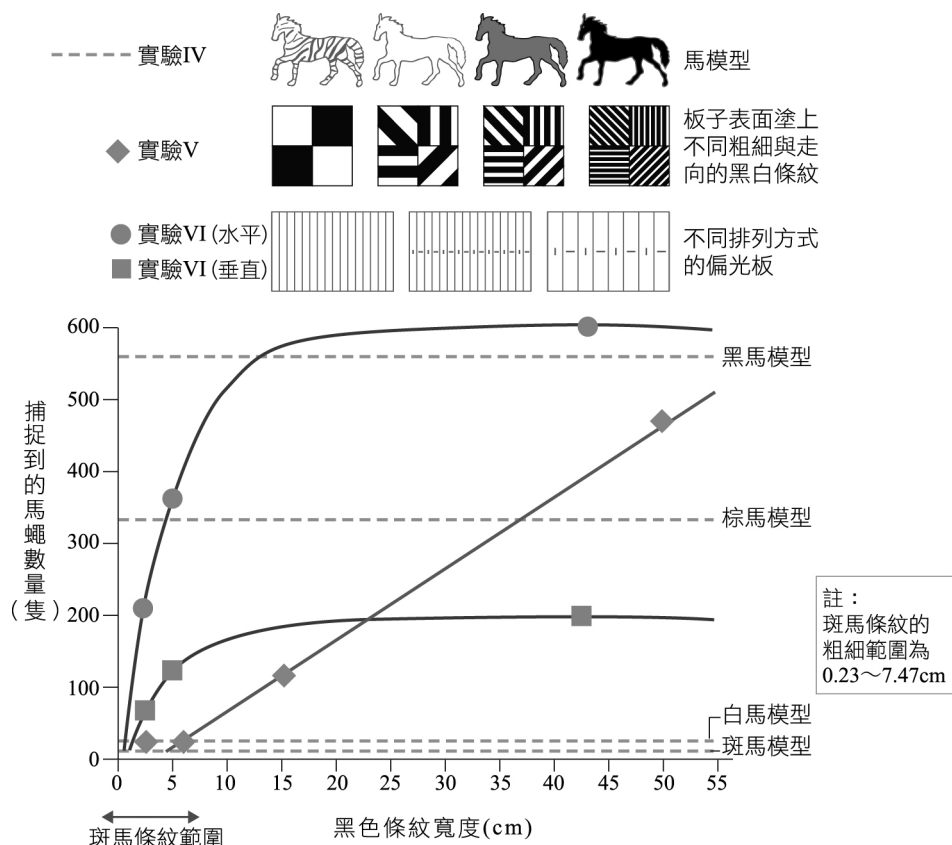 實驗IV
馬模型
實驗V
板子表面塗上
不同粗細與走
向的黑白條紋
實驗VI(水平)
實驗VI(垂直)
不同排列方式
的偏光板
捕捉到的馬蠅數量(隻)
600
500
400
300
200
100
0
黑馬模型
棕馬模型
白馬模型
斑馬模型
註：
斑馬條紋的
粗細範圍為
0.23～7.47cm
0 5 10 15 20 25 30 35 40 45 50 55
斑馬條紋範圍
黑色條紋寬度(cm)